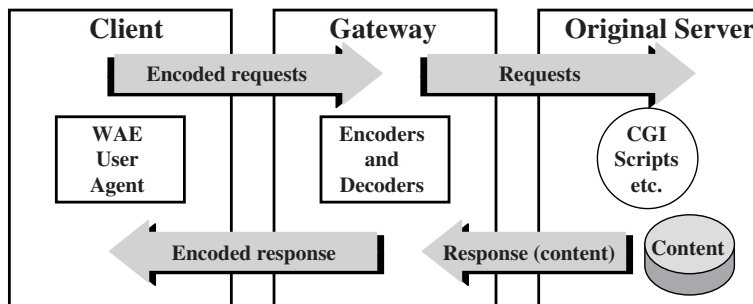 Client
Gateway
Original Server
Encoded requests
Requests
WAE
User
Agent
Encoders
and
Decoders
CGI
Scripts
etc.
Encoded response
Response (content)
Content